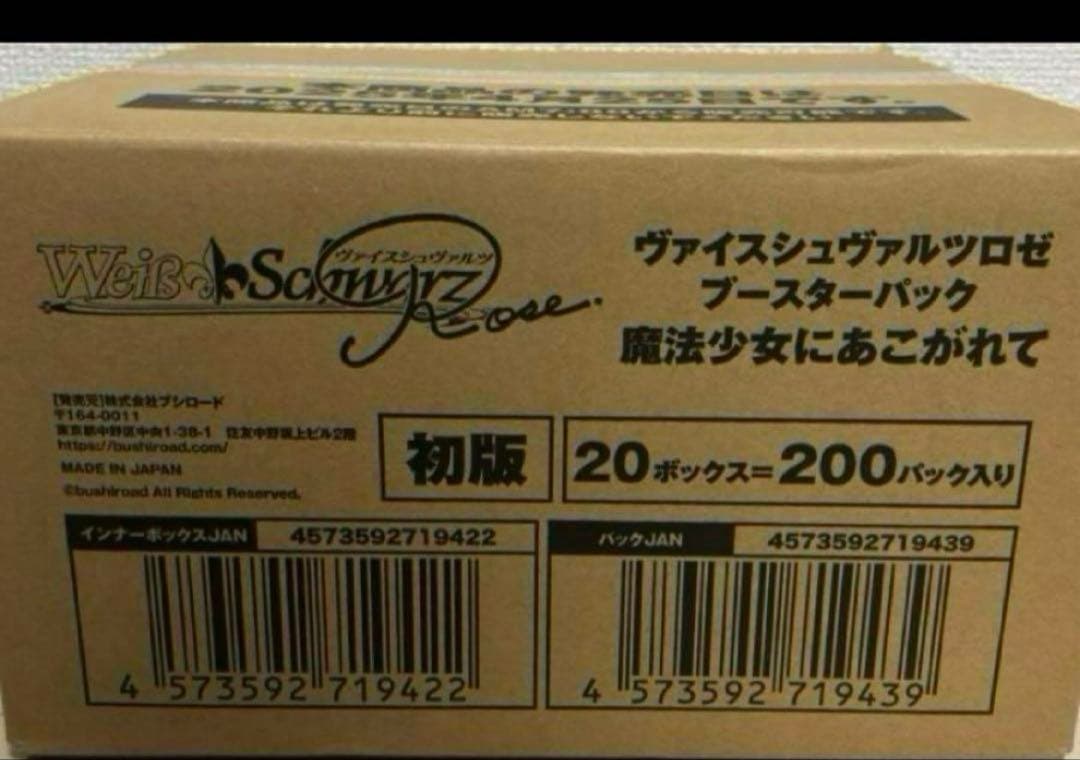 Weiß Schwarz
ヴァイスシュヴァルツ
Rose
ヴァイスシュヴァルツロゼ
ブースターパック
魔法少女にあこがれて
[発売元]株式会社ブシロード
〒164-0011
東京都中野区中央1-38-1 住友中野坂上ビル2階
https://bushiroad.com/
MADE IN JAPAN
©bushiroad All Rights Reserved.
初版
20ボックス=200パック入り
インナーボックスJAN 4573592719422
4 573592 719422
パックJAN 4573592719439
4 573592 719439